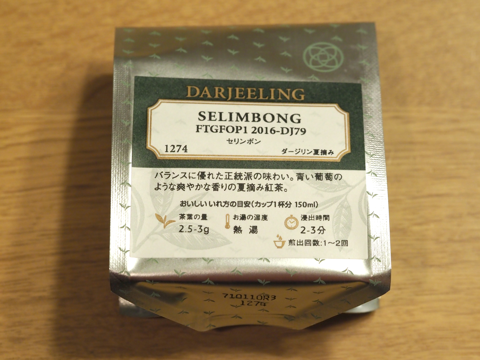 DARJEELING
SELIMBONG
FTGFOP1 2016-DJ79
セリンボン
1274 ダージリン夏摘み
バランスに優れた正統派の味わい。青い葡萄の
ような爽やかな香りの夏摘み紅茶。
おいしいいれ方の目安(カップ1杯分 150ml)
茶葉の量 お湯の温度 浸出時間
2.5-3g 熱湯 2-3分
煎出回数:1~2回
1274